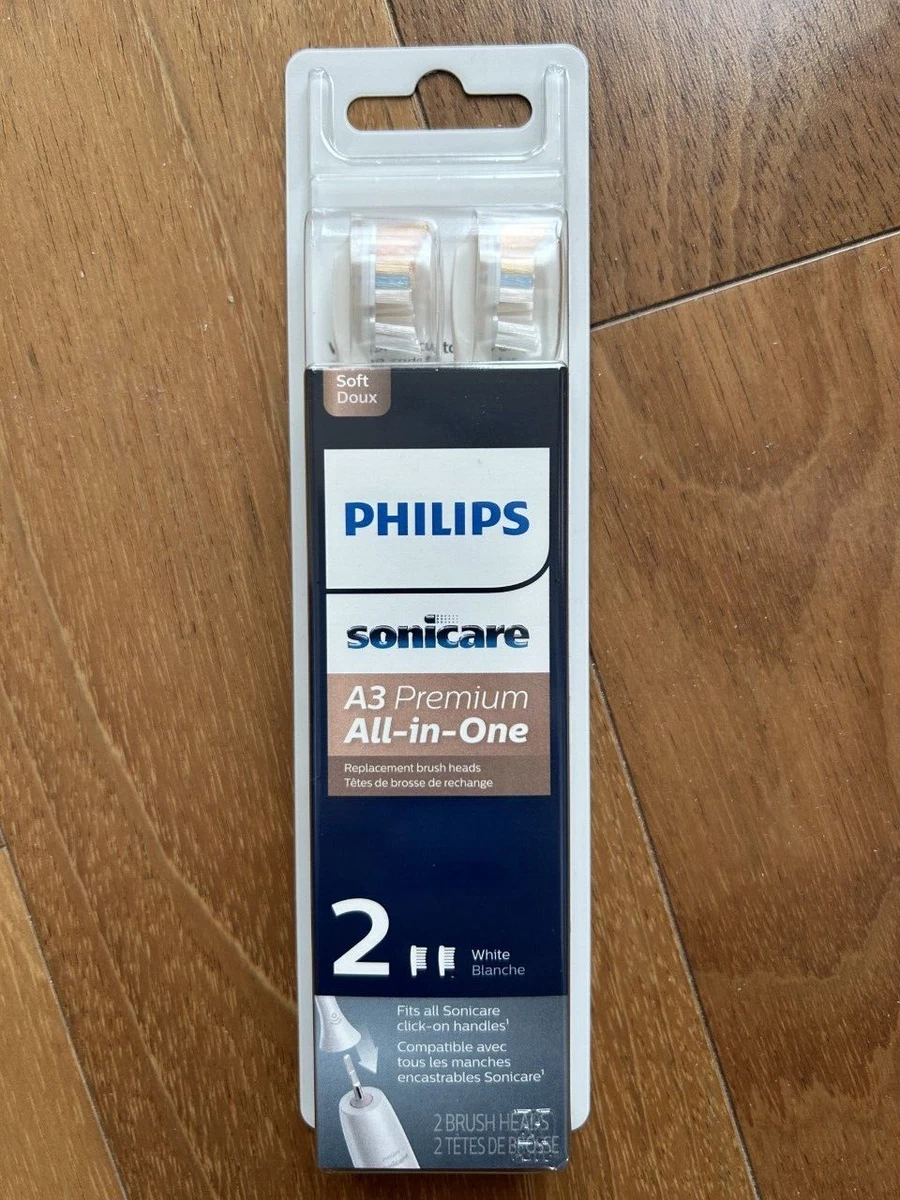 Soft
Doux
PHILIPS
sonicare
A3 Premium
All-in-One
Replacement brush heads
Têtes de brosse de rechange
2
White
Blanche
Fits all Sonicare
click-on handles¹
Compatible avec
tous les manches
encastrables Sonicare¹
2 BRUSH HEADS
2 TÊTES DE BROSSE